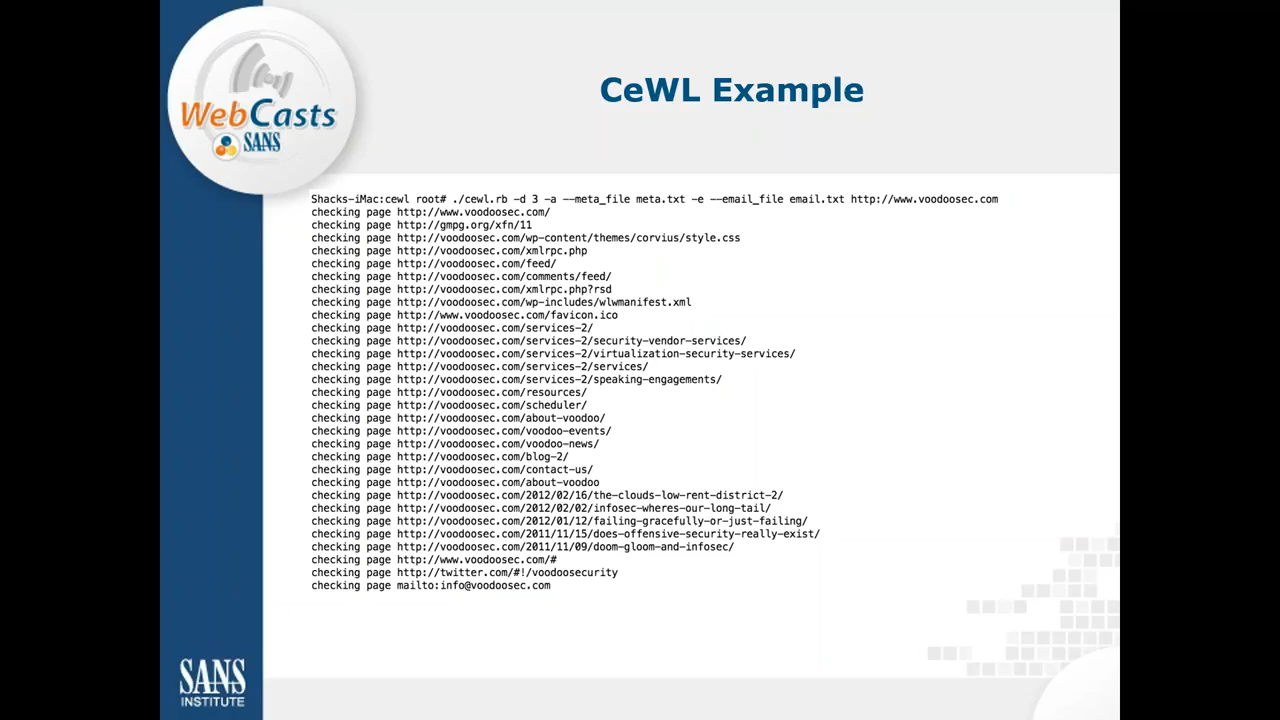 WebCasts
SANS
CeWL Example
Shacks-iMac:cewl root# ./cewl.rb -d 3 -a --meta_file meta.txt -e --email_file email.txt http://www.voodoosec.com
checking page http://www.voodoosec.com/
checking page http://gmpg.org/xfn/11
checking page http://voodoosec.com/wp-content/themes/corvius/style.css
checking page http://voodoosec.com/xmlrpc.php
checking page http://voodoosec.com/feed/
checking page http://voodoosec.com/comments/feed/
checking page http://voodoosec.com/xmlrpc.php?rsd
checking page http://voodoosec.com/wp-includes/wlwmanifest.xml
checking page http://www.voodoosec.com/favicon.ico
checking page http://voodoosec.com/services-2/
checking page http://voodoosec.com/services-2/security-vendor-services/
checking page http://voodoosec.com/services-2/virtualization-security-services/
checking page http://voodoosec.com/services-2/services/
checking page http://voodoosec.com/services-2/speaking-engagements/
checking page http://voodoosec.com/resources/
checking page http://voodoosec.com/scheduler/
checking page http://voodoosec.com/about-voodoo/
checking page http://voodoosec.com/voodoo-events/
checking page http://voodoosec.com/voodoo-news/
checking page http://voodoosec.com/blog-2/
checking page http://voodoosec.com/contact-us/
checking page http://voodoosec.com/about-voodoo
checking page http://voodoosec.com/2012/02/16/the-clouds-low-rent-district-2/
checking page http://voodoosec.com/2012/02/02/infosec-wheres-our-long-tail/
checking page http://voodoosec.com/2012/01/12/failing-gracefully-or-just-failing/
checking page http://voodoosec.com/2011/11/15/does-offensive-security-really-exist/
checking page http://voodoosec.com/2011/11/09/doom-gloom-and-infosec/
checking page http://www.voodoosec.com/#
checking page http://twitter.com/#!/voodoosecurity
checking page mailto:info@voodoosec.com
SANS
INSTITUTE